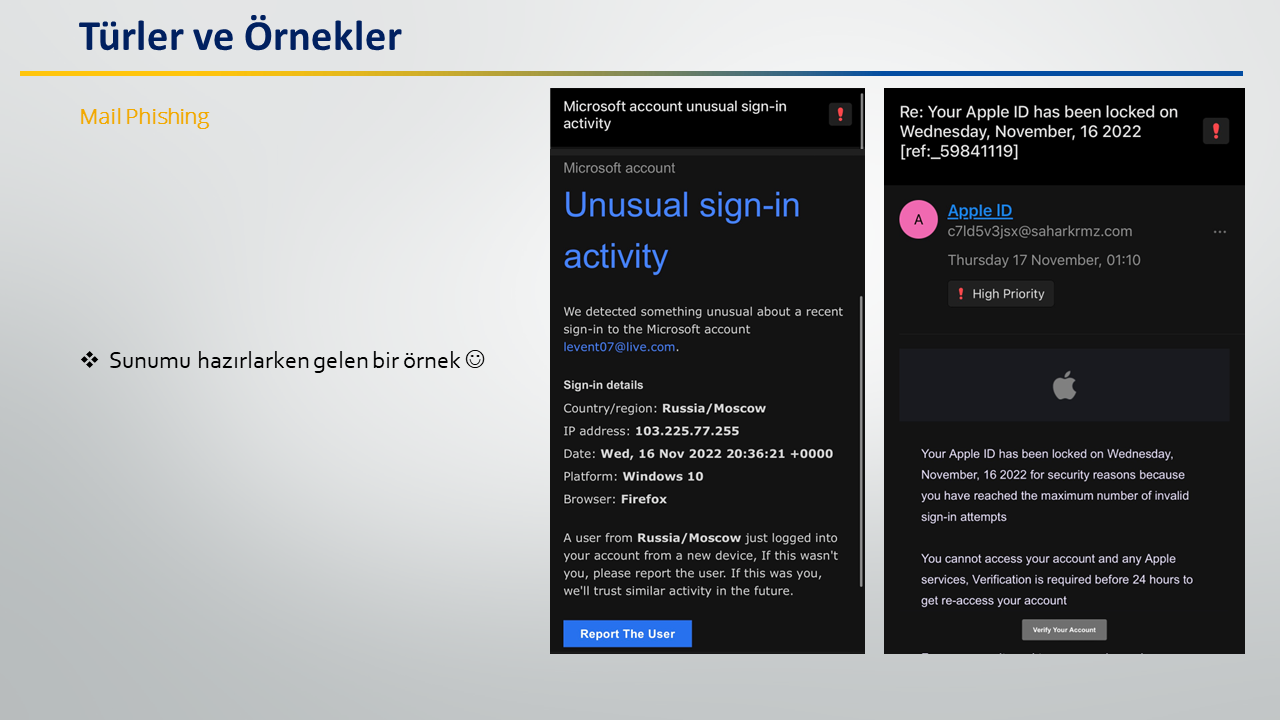 Türler ve Örnekler
Mail Phishing
❖ Sunumu hazırlarken gelen bir örnek ☺
Microsoft account unusual sign-in
activity
Microsoft account
Unusual sign-in
activity
We detected something unusual about a recent
sign-in to the Microsoft account
levent07@live.com.
Sign-in details
Country/region: Russia/Moscow
IP address: 103.225.77.255
Date: Wed, 16 Nov 2022 20:36:21 +0000
Platform: Windows 10
Browser: Firefox
A user from Russia/Moscow just logged into
your account from a new device, If this wasn't
you, please report the user. If this was you,
we'll trust similar activity in the future.
Report The User
Re: Your Apple ID has been locked on
Wednesday, November, 16 2022
[ref:_59841119]
A
Apple ID
c7ld5v3jsx@saharkrmz.com
Thursday 17 November, 01:10
High Priority
Your Apple ID has been locked on Wednesday,
November, 16 2022 for security reasons because
you have reached the maximum number of invalid
sign-in attempts
You cannot access your account and any Apple
services, Verification is required before 24 hours to
get re-access your account
Verify Your Account